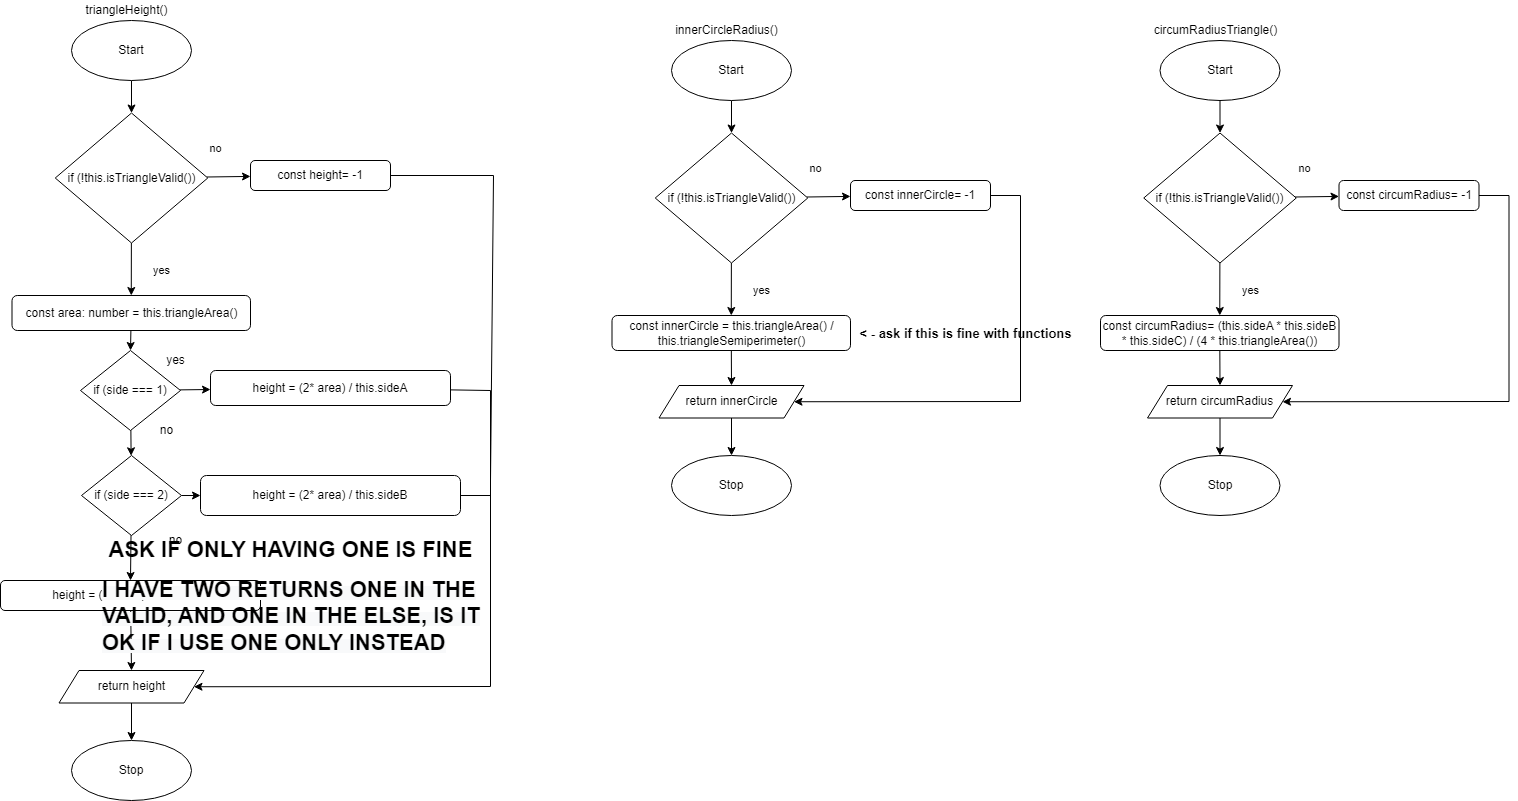 triangleHeight()
Start
if (!this.isTriangleValid())
no
const height= -1
yes
const area: number = this.triangleArea()
yes
if (side === 1)
height = (2* area) / this.sideA
no
if (side === 2)
height = (2* area) / this.sideB
no
ASK IF ONLY HAVING ONE IS FINE
height = (
I HAVE TWO RETURNS ONE IN THE
VALID, AND ONE IN THE ELSE, IS IT
OK IF I USE ONE ONLY INSTEAD
return height
Stop
innerCircleRadius()
Start
if (!this.isTriangleValid())
no
const innerCircle= -1
yes
const innerCircle = this.triangleArea() /
this.triangleSemiperimeter()
< - ask if this is fine with functions
return innerCircle
Stop
circumRadiusTriangle()
Start
if (!this.isTriangleValid())
no
const circumRadius= -1
yes
const circumRadius= (this.sideA * this.sideB
* this.sideC) / (4 * this.triangleArea())
return circumRadius
Stop